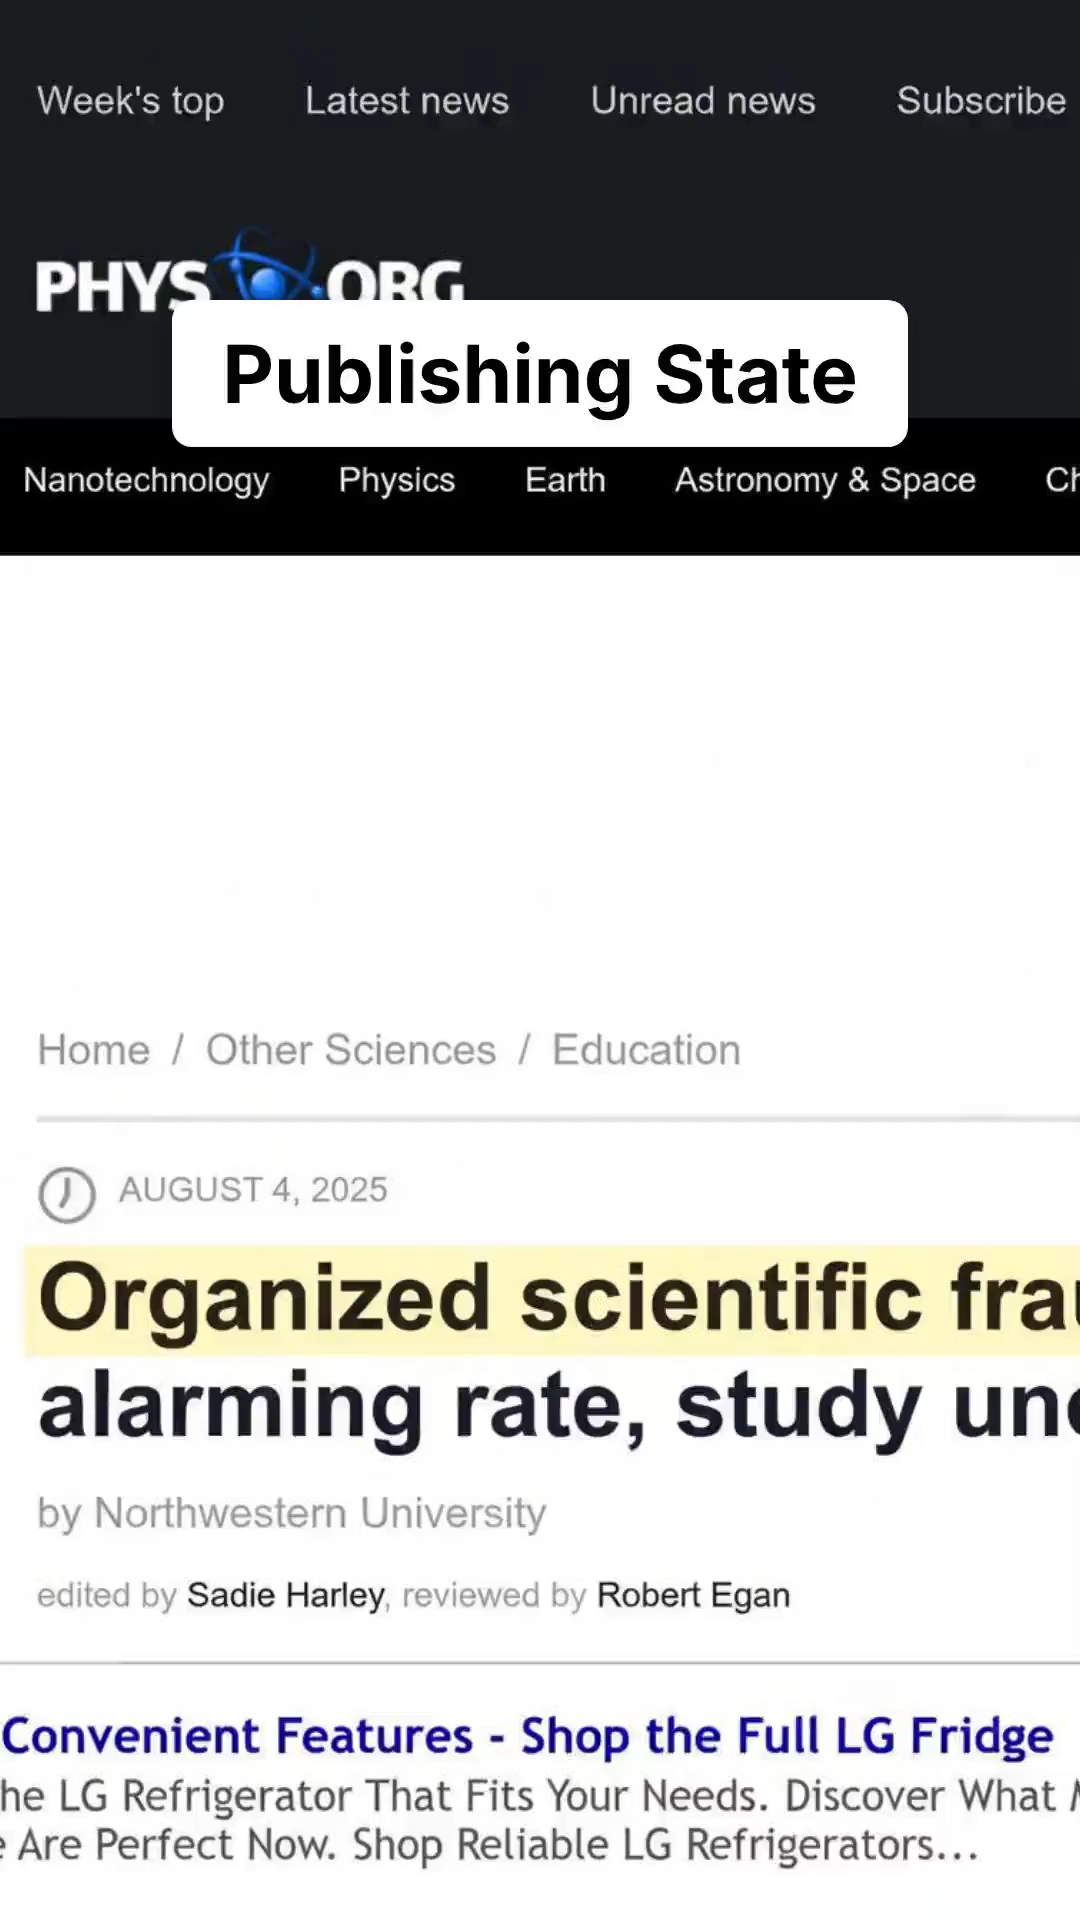 Week's top Latest news Unread news Subscribe
PHYS ORG
Publishing State
Nanotechnology Physics Earth Astronomy & Space
Home / Other Sciences / Education
AUGUST 4, 2025
Organized scientific
alarming rate, study
by Northwestern University
edited by Sadie Harley, reviewed by Robert Egan
Convenient Features - Shop the Full LG Fridge
he LG Refrigerator That Fits Your Needs. Discover What
Are Perfect Now. Shop Reliable LG Refrigerators...